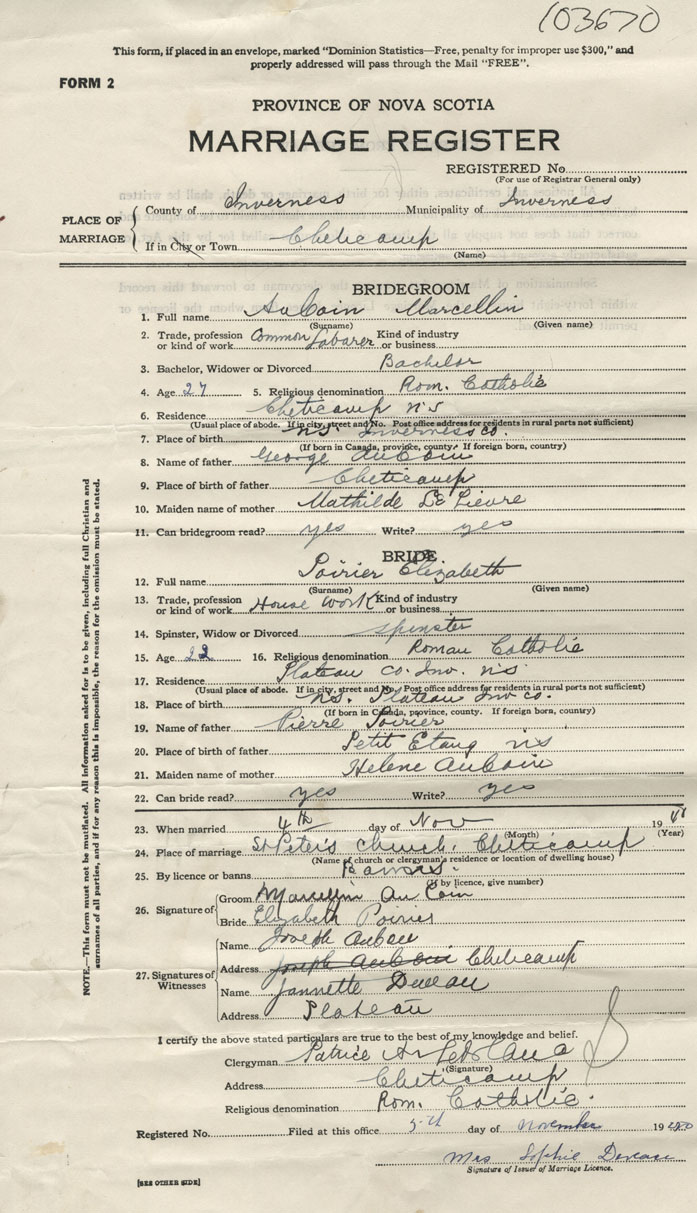 103670
This form, if placed in an envelope, marked "Dominion Statistics—Free, penalty for improper use $300," and
properly addressed will pass through the Mail "FREE".
FORM 2
PROVINCE OF NOVA SCOTIA
MARRIAGE REGISTER
REGISTERED No.
(For use of Registrar General only)
PLACE OF MARRIAGE
County of Inverness Municipality of Inverness
If in City or Town Cheticamp
(Name)
BRIDEGROOM
1. Full name AuCoin Marcellin
(Surname) (Given name)
2. Trade, profession or kind of work Common Labarer Kind of industry or business
3. Bachelor, Widower or Divorced Bachelor
4. Age 27 5. Religious denomination Rom. Catholic
6. Residence Cheticamp n's
(Usual place of abode. If in city, street and No. Post office address for residents in rural parts not sufficient)
7. Place of birth n's. Inverness co.
(If born in Canada, province, county. If foreign born, country)
8. Name of father George AuCoin
9. Place of birth of father Cheticamp
10. Maiden name of mother Mathilde Le Lievre
11. Can bridegroom read? yes Write? yes
BRIDE
12. Full name Poirier Elizabeth
(Surname) (Given name)
13. Trade, profession or kind of work House Work Kind of industry or business
14. Spinster, Widow or Divorced spinster
15. Age 22 16. Religious denomination Roman Catholic
17. Residence Plateau co. Inv. n's
(Usual place of abode. If in city, street and No. Post office address for residents in rural parts not sufficient)
18. Place of birth n's. Plateau Inv co.
(If born in Canada, province, county. If foreign born, country)
19. Name of father Pierre Poirier
20. Place of birth of father Petit Etang n's
21. Maiden name of mother Helene AuCoin
22. Can bride read? yes Write? yes
23. When married 4th day of Nov 19
(Month) (Year)
24. Place of marriage St Peter's church, Cheticamp
(Name of church or clergyman's residence or location of dwelling house)
25. By licence or banns Banns.
(If by licence, give number)
26. Signature of Groom Marcellin Au Coin
Bride Elizabeth Poirier
27. Signatures of Witnesses
Name Joseph Aucoin
Address Joseph AuCoin Cheticamp
Name Jannette Deveau
Address Plateau
I certify the above stated particulars are true to the best of my knowledge and belief.
Clergyman Patrice A. LeBlanc
(Signature)
Address Cheticamp
Religious denomination Rom. Catholic.
Registered No. Filed at this office 5th day of november 19
Mrs Sophie Deveau
Signature of Issuer of Marriage Licence.
[SEE OTHER SIDE]
NOTE.—This form must not be mutilated. All information asked for is to be given, including full Christian and
surnames of all parties, and if for any reason this is impossible, the reason for the omission must be stated.